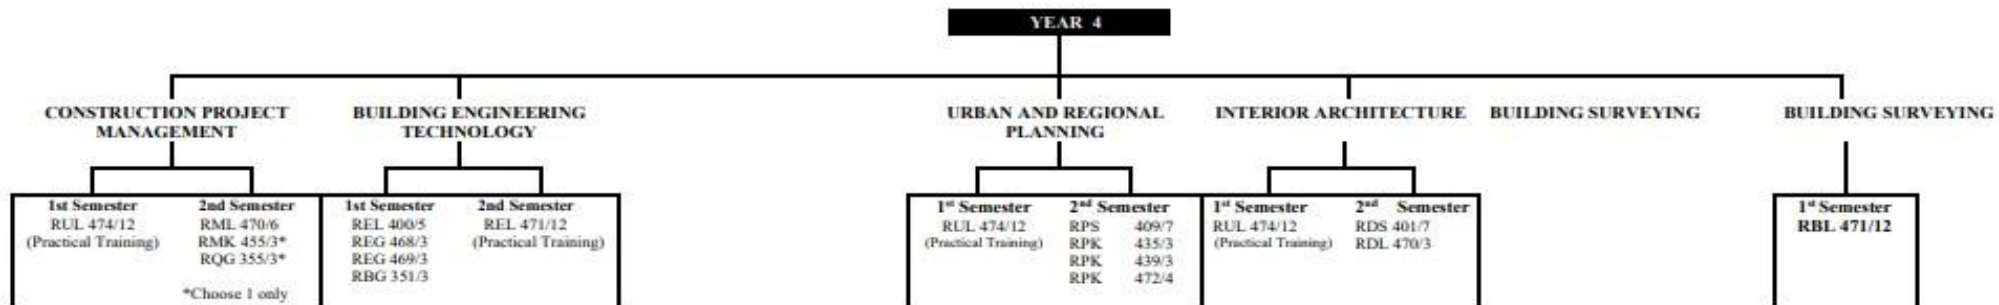 YEAR 4
CONSTRUCTION PROJECT
MANAGEMENT
1st Semester
RUL 474/12
(Practical Training)
2nd Semester
RML 470/6
RMK 455/3*
RQG 355/3*
*Choose 1 only
BUILDING ENGINEERING
TECHNOLOGY
1st Semester
REL 400/5
REG 468/3
REG 469/3
RBG 351/3
2nd Semester
REL 471/12
(Practical Training)
URBAN AND REGIONAL
PLANNING
1st Semester
RUL 474/12
(Practical Training)
2nd Semester
RPS 409/7
RPK 435/3
RPK 439/3
RPK 472/4
INTERIOR ARCHITECTURE
1st Semester
RUL 474/12
(Practical Training)
2nd Semester
RDS 401/7
RDL 470/3
BUILDING SURVEYING
BUILDING SURVEYING
1st Semester
RBL 471/12